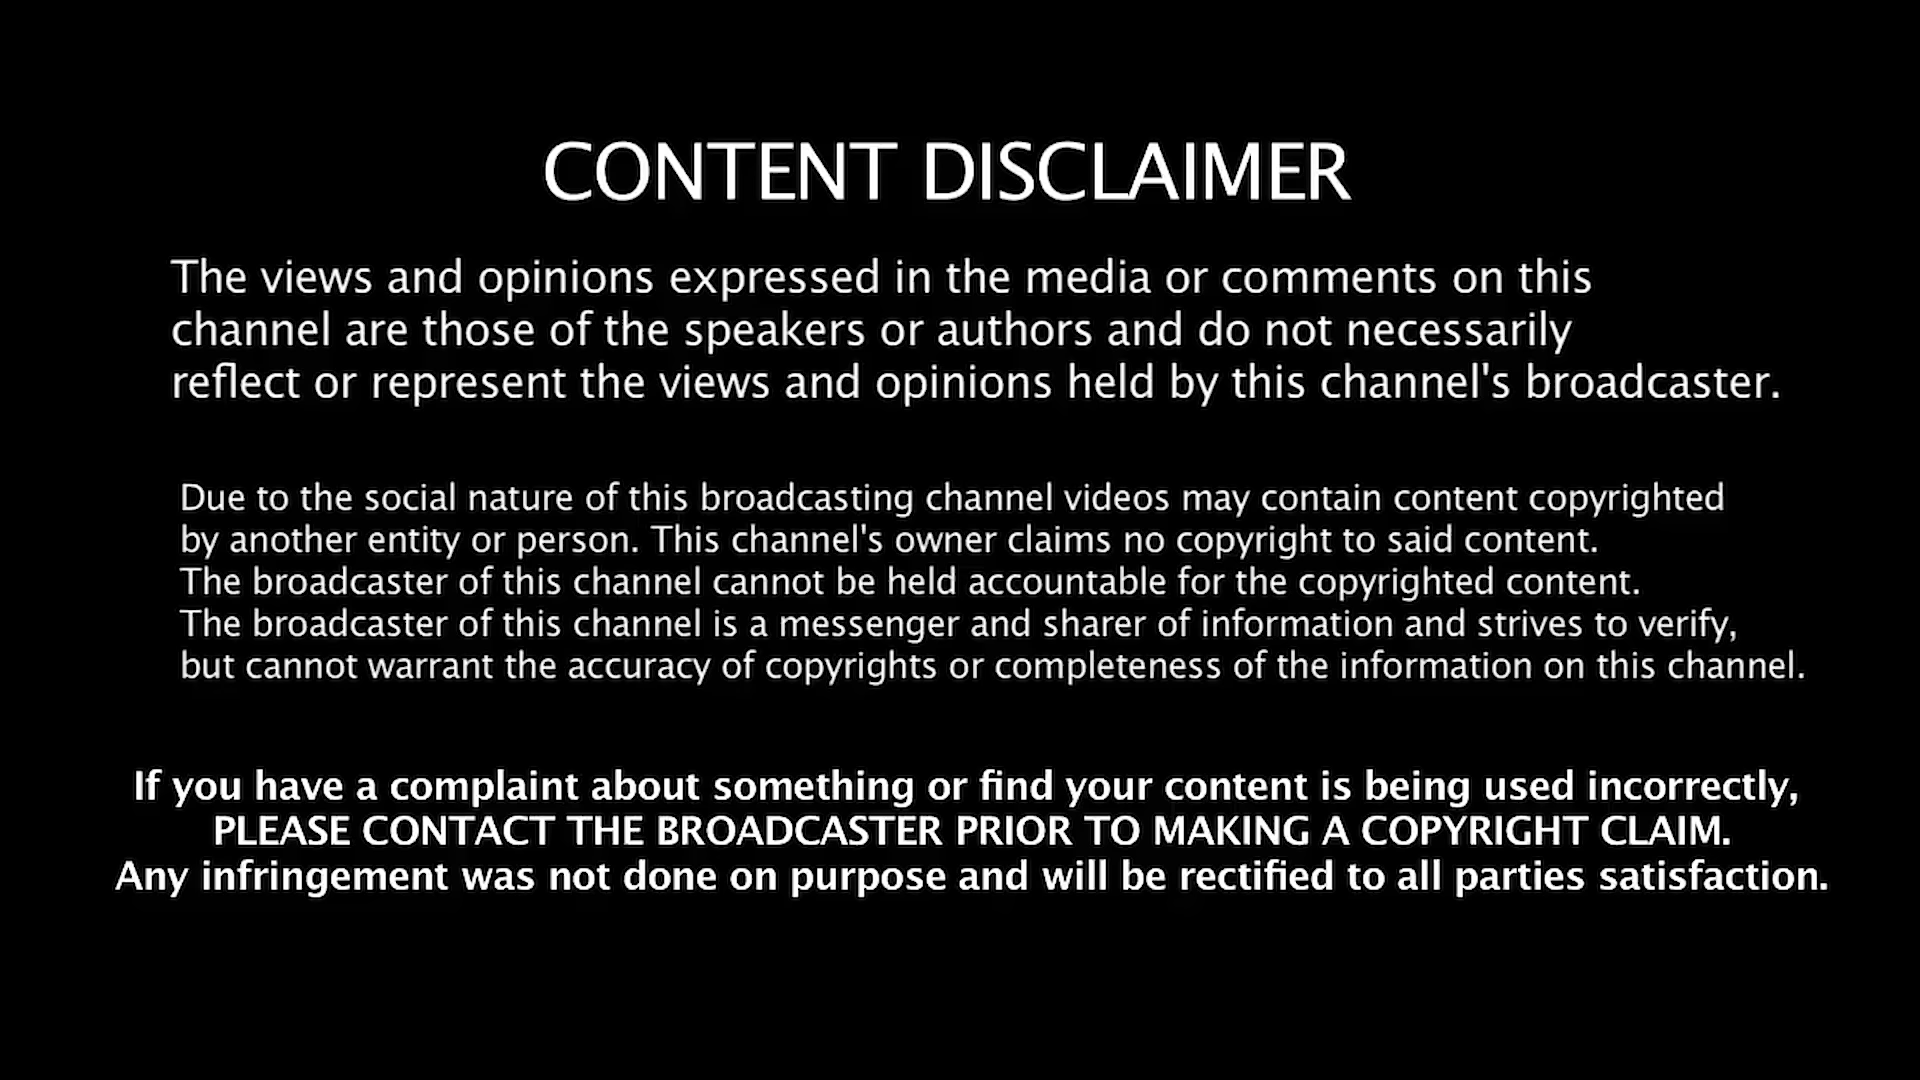 CONTENT DISCLAIMER
The views and opinions expressed in the media or comments on this
channel are those of the speakers or authors and do not necessarily
reflect or represent the views and opinions held by this channel's broadcaster.
Due to the social nature of this broadcasting channel videos may contain content copyrighted
by another entity or person. This channel's owner claims no copyright to said content.
The broadcaster of this channel cannot be held accountable for the copyrighted content.
The broadcaster of this channel is a messenger and sharer of information and strives to verify,
but cannot warrant the accuracy of copyrights or completeness of the information on this channel.
If you have a complaint about something or find your content is being used incorrectly,
PLEASE CONTACT THE BROADCASTER PRIOR TO MAKING A COPYRIGHT CLAIM.
Any infringement was not done on purpose and will be rectified to all parties satisfaction.